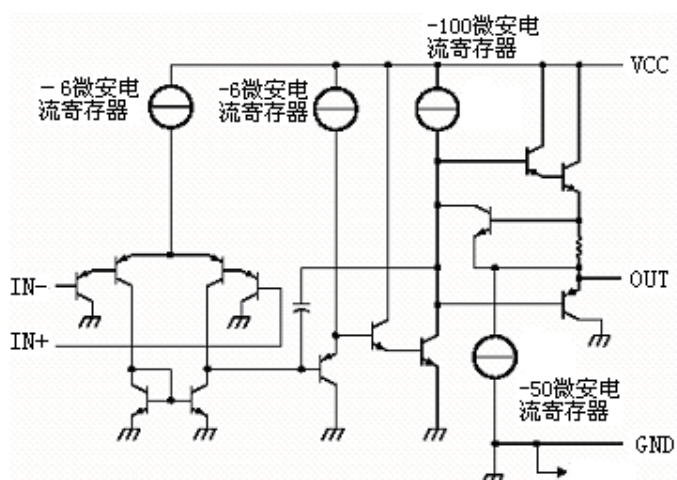 -100微安电
流寄存器
VCC
-6微安电
流寄存器
-6微安电
流寄存器
IN-
OUT
IN+
-50微安电
流寄存器
GND